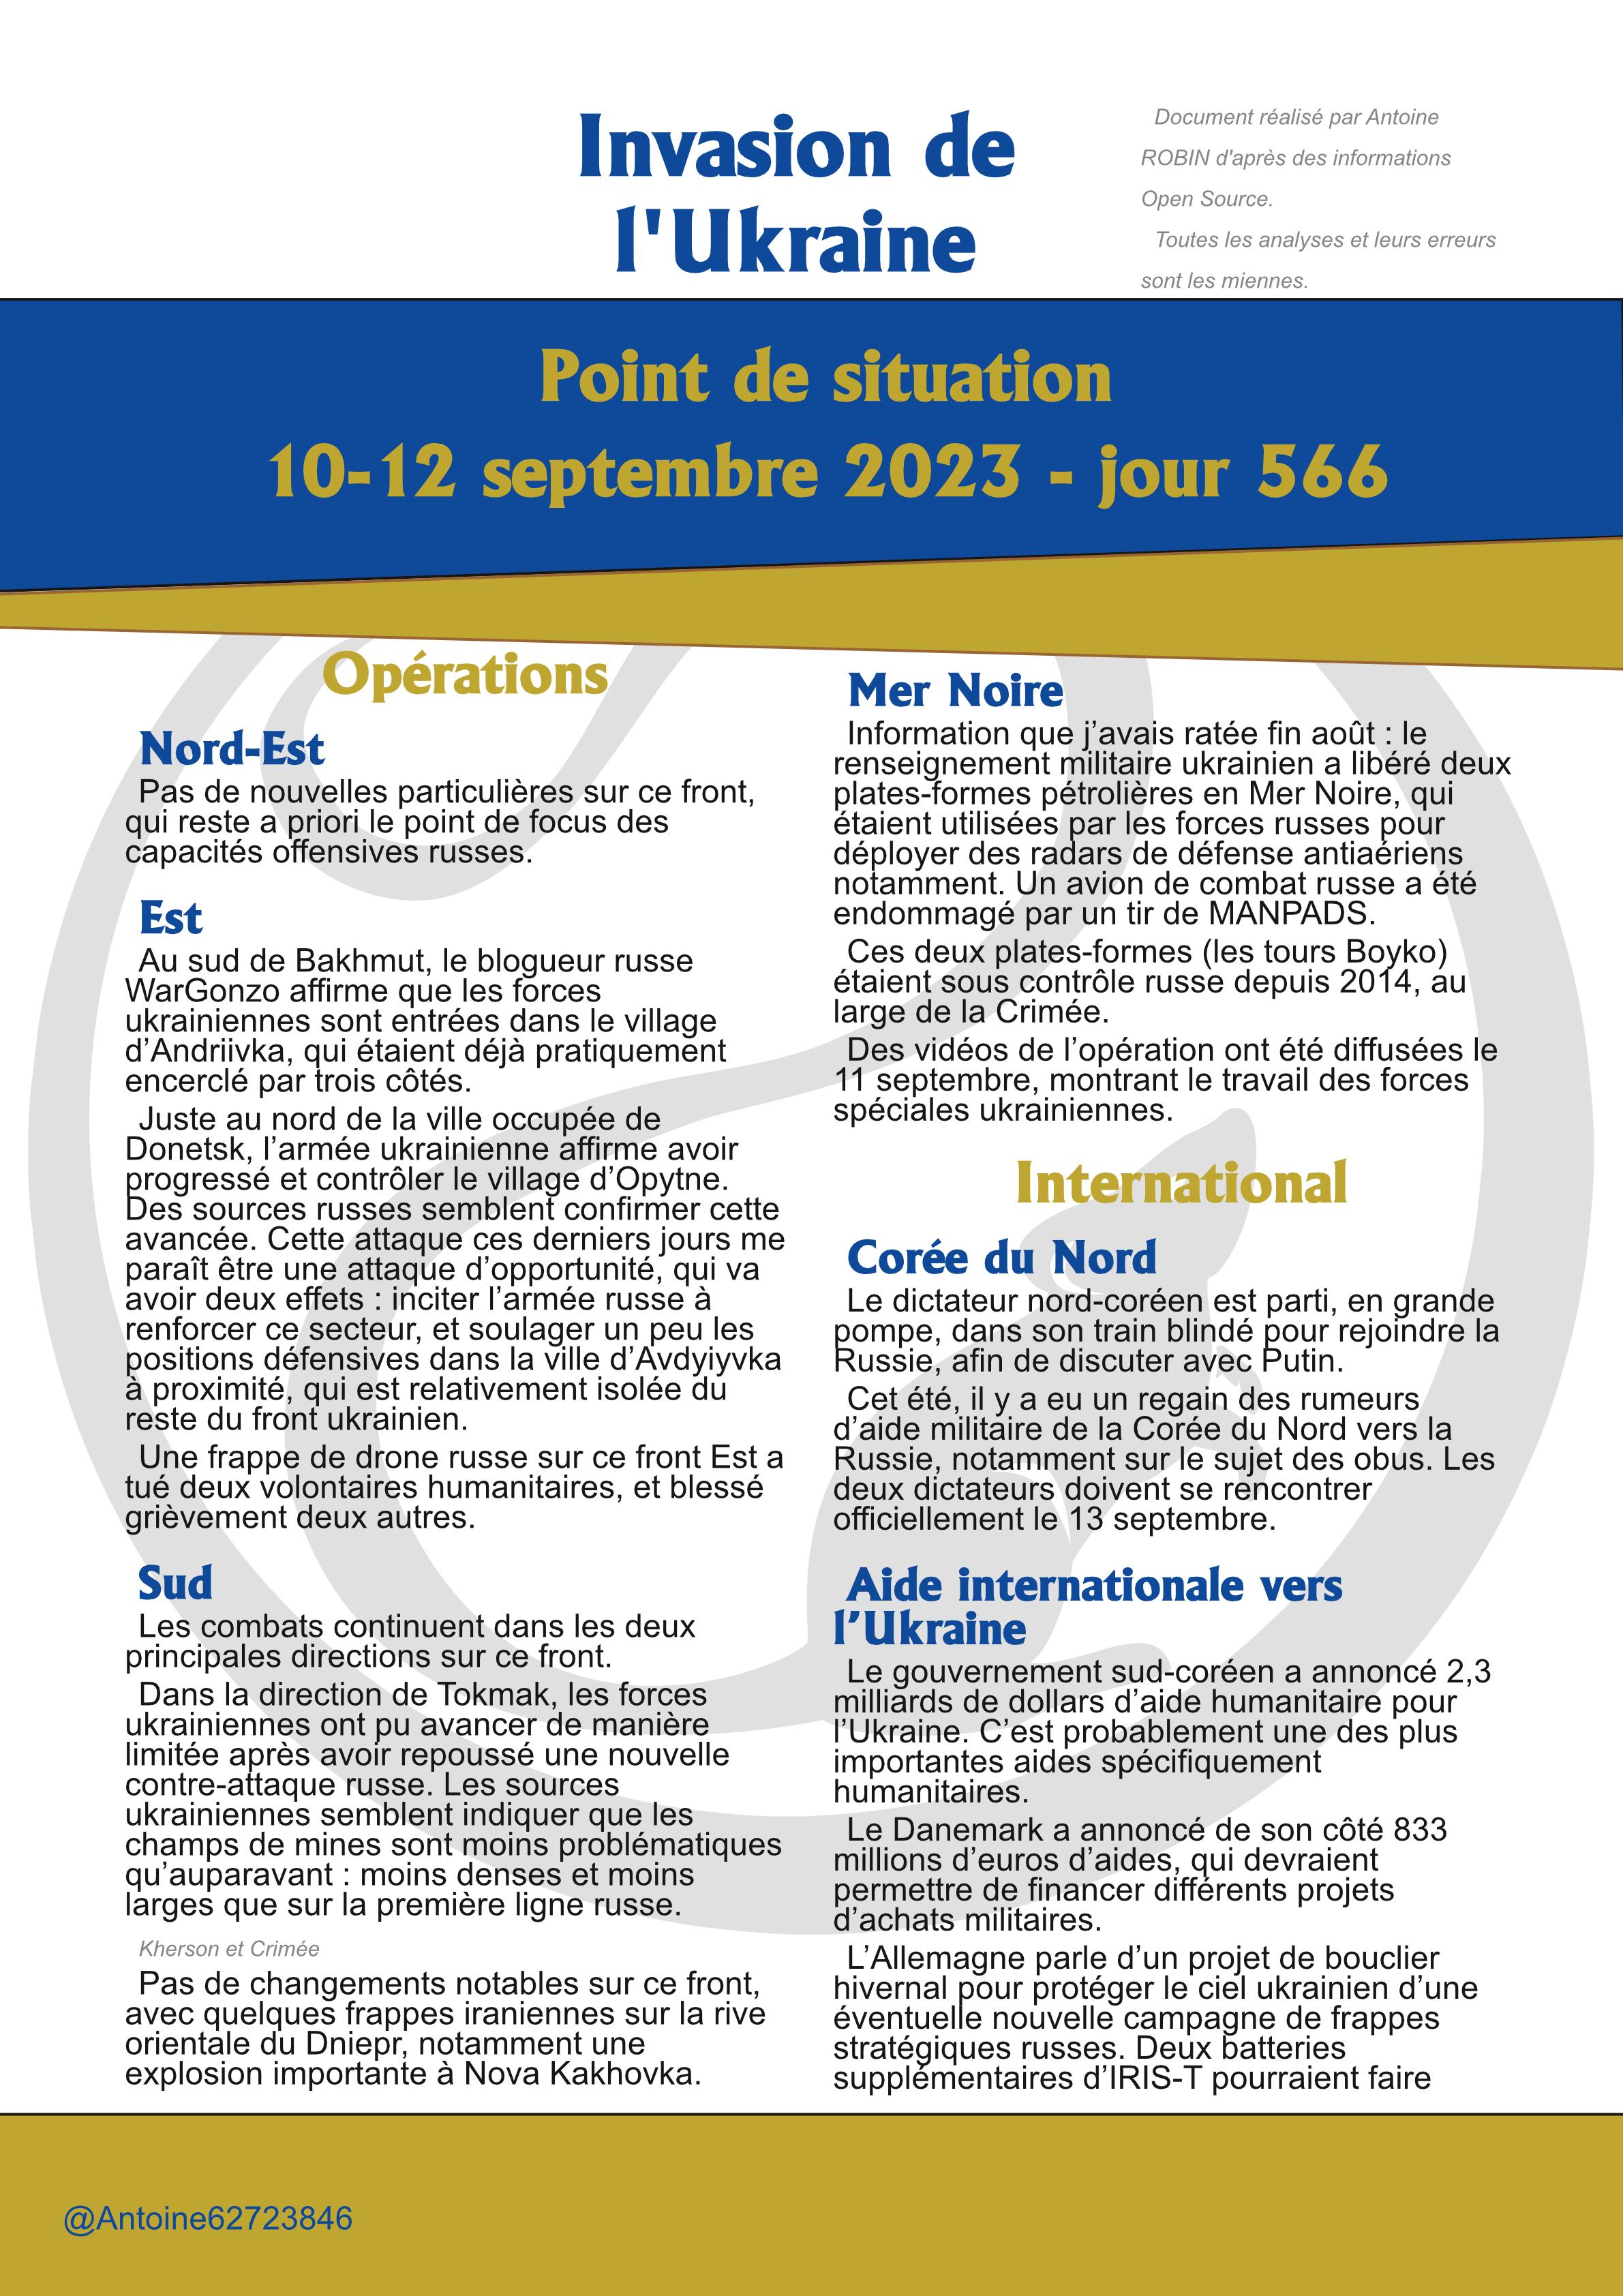 Invasion de
l'Ukraine
Document réalisé par Antoine
ROBIN d'après des informations
Open Source.
Toutes les analyses et leurs erreurs
sont les miennes.
Point de situation
10-12 septembre 2023 - jour 566
Opérations
Nord-Est
Pas de nouvelles particulières sur ce front,
qui reste a priori le point de focus des
capacités offensives russes.
Est
Au sud de Bakhmut, le blogueur russe
WarGonzo affirme que les forces
ukrainiennes sont entrées dans le village
d’Andriivka, qui étaient déjà pratiquement
encerclé par trois côtés.
Juste au nord de la ville occupée de
Donetsk, l’armée ukrainienne affirme avoir
progressé et contrôler le village d’Opytne.
Des sources russes semblent confirmer cette
avancée. Cette attaque ces derniers jours me
paraît être une attaque d’opportunité, qui va
avoir deux effets : inciter l’armée russe à
renforcer ce secteur, et soulager un peu les
positions défensives dans la ville d’Avdyiyvka
à proximité, qui est relativement isolée du
reste du front ukrainien.
Une frappe de drone russe sur ce front Est a
tué deux volontaires humanitaires, et blessé
grièvement deux autres.
Sud
Les combats continuent dans les deux
principales directions sur ce front.
Dans la direction de Tokmak, les forces
ukrainiennes ont pu avancer de manière
limitée après avoir repoussé une nouvelle
contre-attaque russe. Les sources
ukrainiennes semblent indiquer que les
champs de mines sont moins problématiques
qu’auparavant : moins denses et moins
larges que sur la première ligne russe.
Kherson et Crimée
Pas de changements notables sur ce front,
avec quelques frappes iraniennes sur la rive
orientale du Dniepr, notamment une
explosion importante à Nova Kakhovka.
Mer Noire
Information que j’avais ratée fin août : le
renseignement militaire ukrainien a libéré deux
plates-formes pétrolières en Mer Noire, qui
étaient utilisées par les forces russes pour
déployer des radars de défense antiaériens
notamment. Un avion de combat russe a été
endommagé par un tir de MANPADS.
Ces deux plates-formes (les tours Boyko)
étaient sous contrôle russe depuis 2014, au
large de la Crimée.
Des vidéos de l’opération ont été diffusées le
11 septembre, montrant le travail des forces
spéciales ukrainiennes.
International
Corée du Nord
Le dictateur nord-coréen est parti, en grande
pompe, dans son train blindé pour rejoindre la
Russie, afin de discuter avec Putin.
Cet été, il y a eu un regain des rumeurs
d’aide militaire de la Corée du Nord vers la
Russie, notamment sur le sujet des obus. Les
deux dictateurs doivent se rencontrer
officiellement le 13 septembre.
Aide internationale vers
l’Ukraine
Le gouvernement sud-coréen a annoncé 2,3
milliards de dollars d’aide humanitaire pour
l’Ukraine. C’est probablement une des plus
importantes aides spécifiquement
humanitaires.
Le Danemark a annoncé de son côté 833
millions d’euros d’aides, qui devraient
permettre de financer différents projets
d’achats militaires.
L’Allemagne parle d’un projet de bouclier
hivernal pour protéger le ciel ukrainien d’une
éventuelle nouvelle campagne de frappes
stratégiques russes. Deux batteries
supplémentaires d’IRIS-T pourraient faire
@Antoine62723846